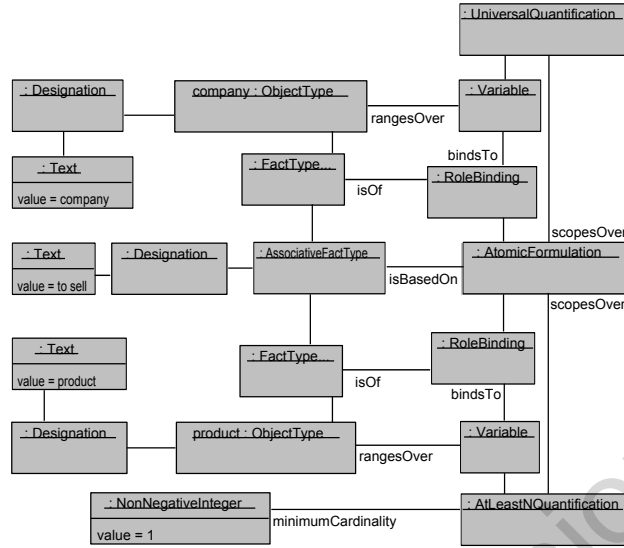 : UniversalQuantification
: Designation
company : ObjectType
: Variable
rangesOver
bindsTo
: Text
value = company
: FactType...
isOf
: RoleBinding
scopesOver
: Text
value = to sell
: Designation
: AssociativeFactType
isBasedOn
: AtomicFormulation
scopesOver
: Text
value = product
: FactType...
isOf
: RoleBinding
bindsTo
: Designation
product : ObjectType
rangesOver
: Variable
: NonNegativeInteger
value = 1
minimumCardinality
: AtLeastNQuantification